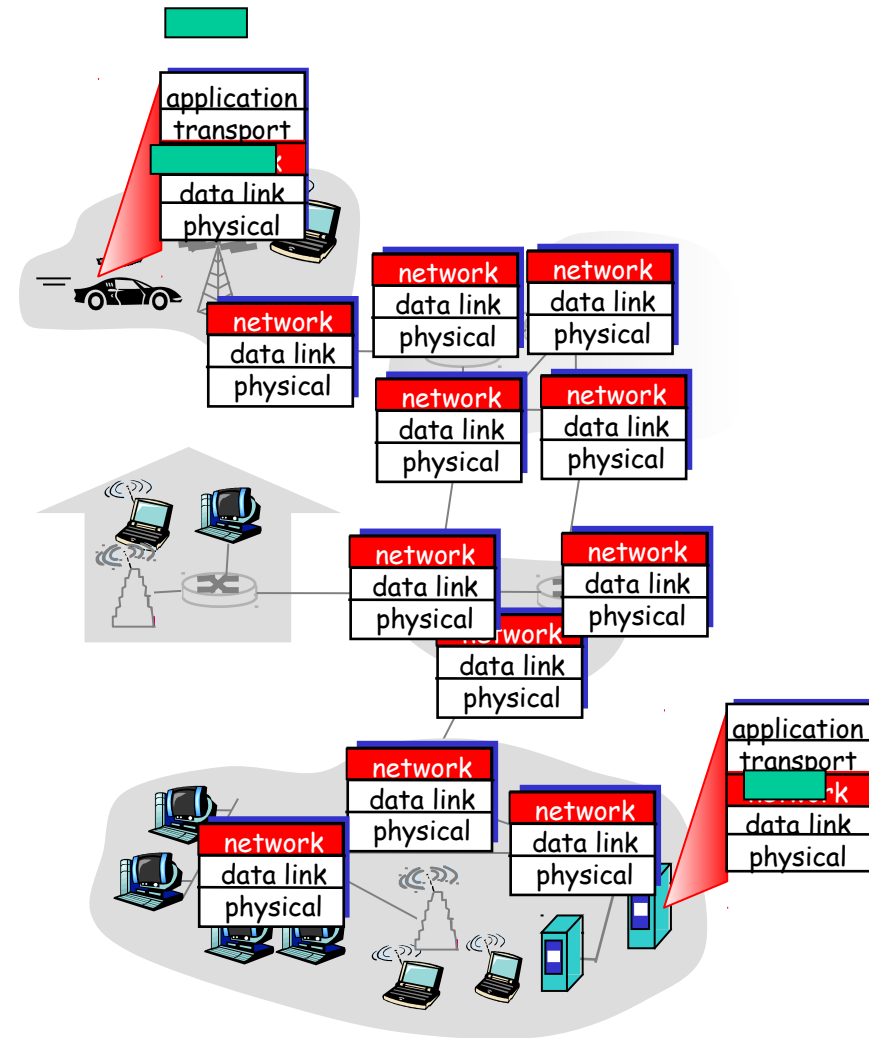 application
transport
data link
physical
network
data link
physical
network
data link
physical
network
data link
physical
network
data link
physical
network
data link
physical
network
data link
physical
network
data link
physical
network
data link
physical
application
transport
data link
physical
network
data link
physical
network
data link
physical
network
data link
physical